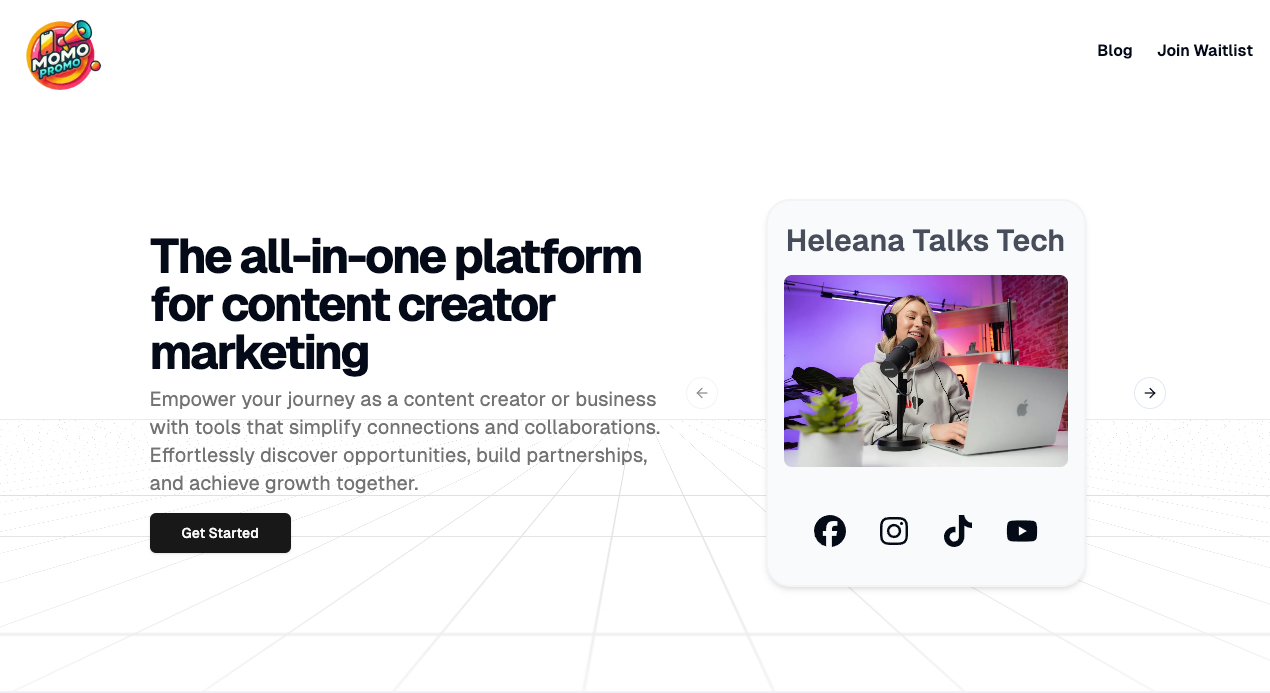 MOMO
PROMO
Blog
Join Waitlist
The all-in-one platform
for content creator
marketing
Empower your journey as a content creator or business
with tools that simplify connections and collaborations.
Effortlessly discover opportunities, build partnerships,
and achieve growth together.
Get Started
Heleana Talks Tech